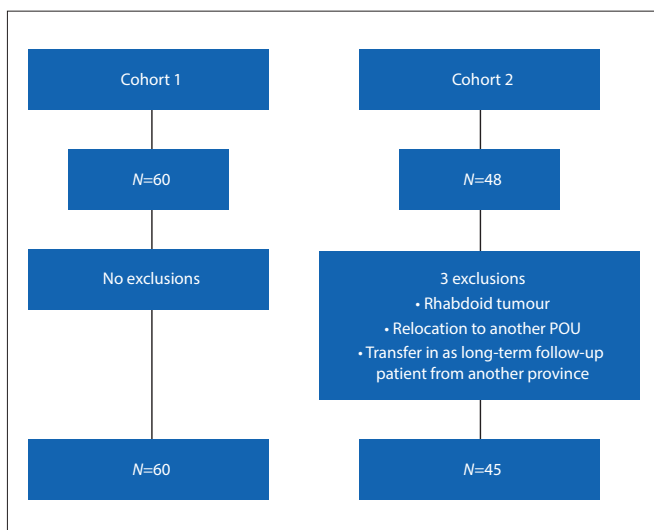 Cohort 1
N=60
No exclusions
N=60
Cohort 2
N=48
3 exclusions
• Rhabdoid tumour
• Relocation to another POU
• Transfer in as long-term follow-up
patient from another province
N=45